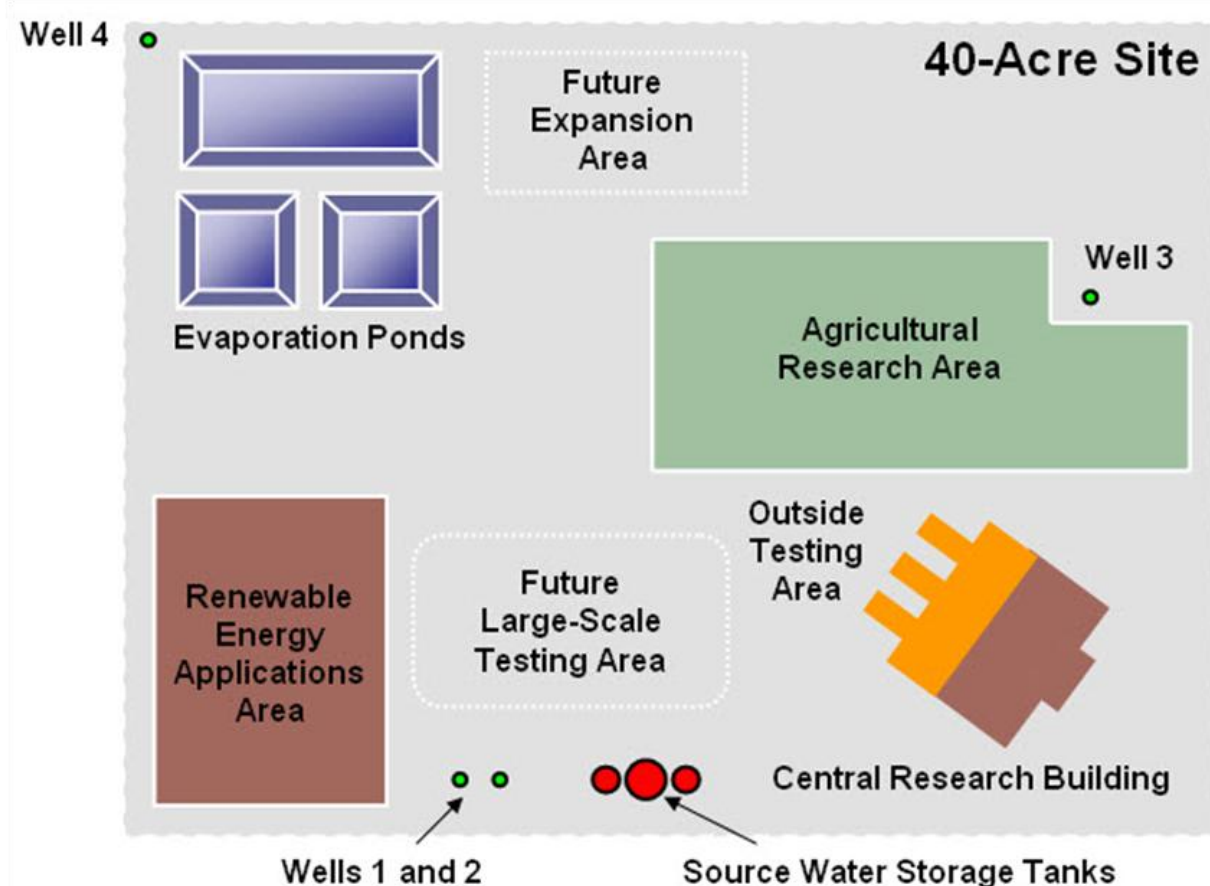 Well 4
40-Acre Site
Future
Expansion
Area
Well 3
Evaporation Ponds
Agricultural
Research Area
Outside
Testing
Area
Renewable
Energy
Applications
Area
Future
Large-Scale
Testing Area
Central Research Building
Wells 1 and 2
Source Water Storage Tanks